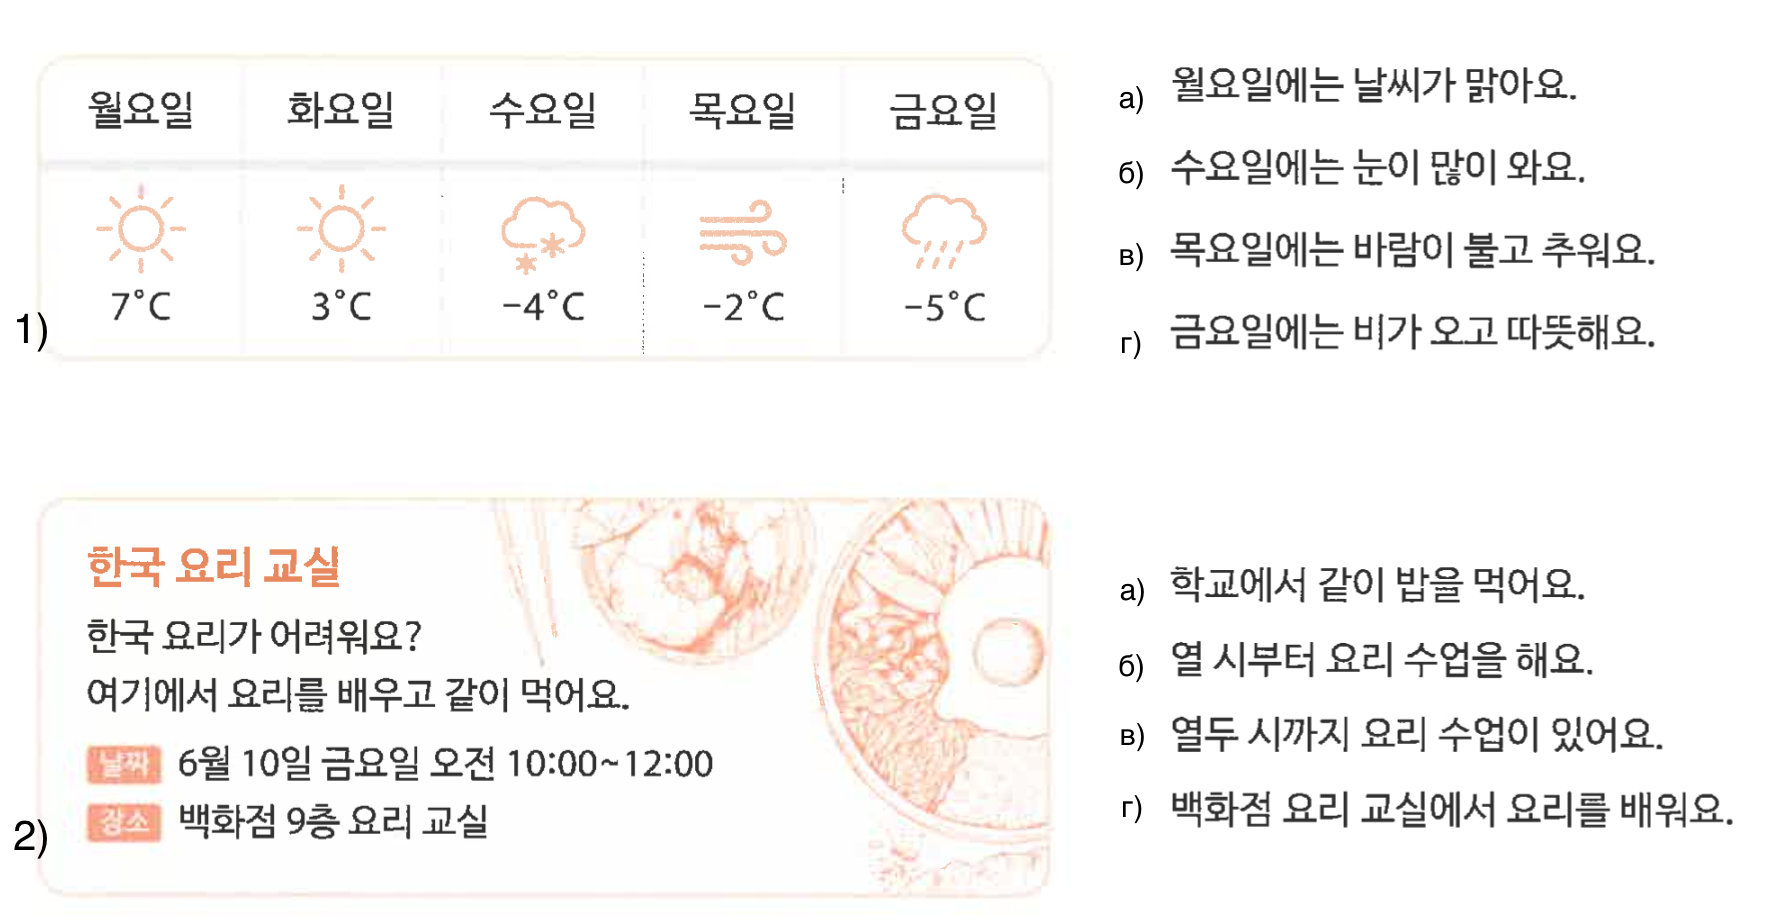 월요일 화요일 수요일 목요일 금요일
7°C 3°C -4°C -2°C -5°C
1)
а) 월요일에는 날씨가 맑아요.
б) 수요일에는 눈이 많이 와요.
в) 목요일에는 바람이 불고 추워요.
г) 금요일에는 비가 오고 따뜻해요.
한국 요리 교실
한국 요리가 어려워요?
여기에서 요리를 배우고 같이 먹어요.
날짜 6월 10일 금요일 오전 10:00~12:00
장소 백화점 9층 요리 교실
2)
а) 학교에서 같이 밥을 먹어요.
б) 열 시부터 요리 수업을 해요.
в) 열두 시까지 요리 수업이 있어요.
г) 백화점 요리 교실에서 요리를 배워요.